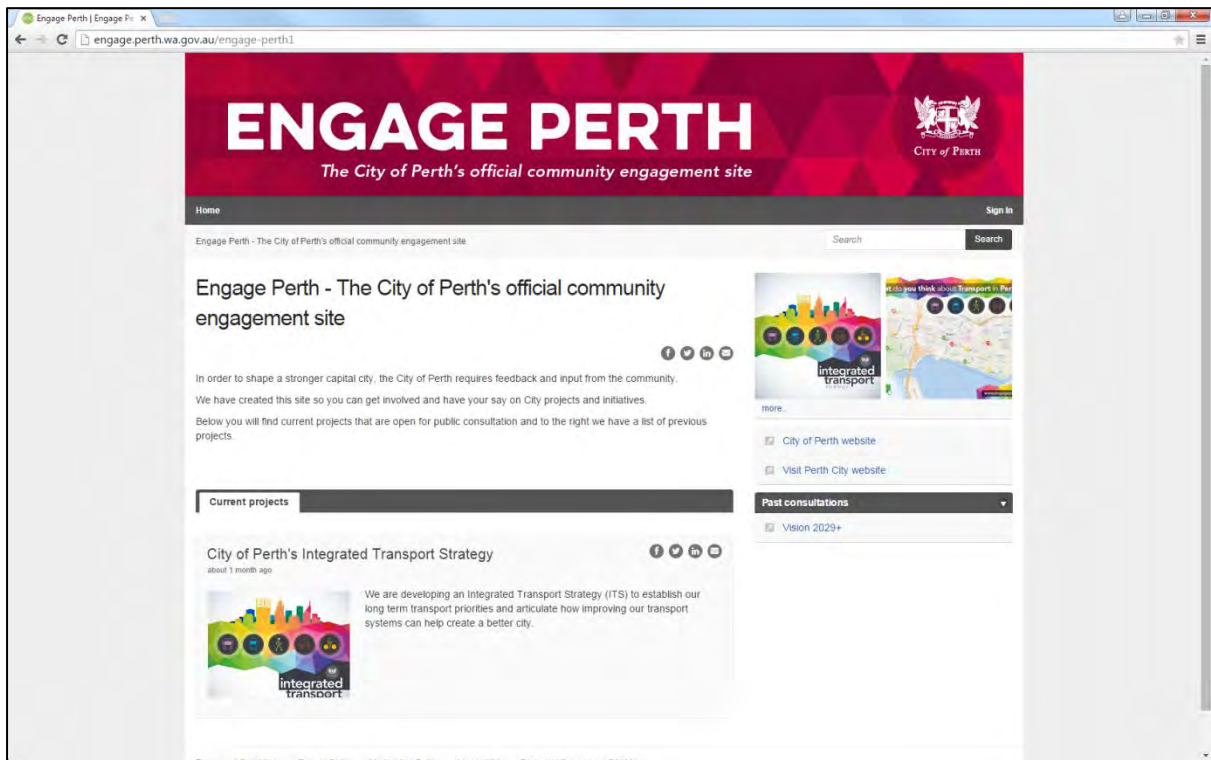 Engage Perth | Engage Pe
engage.perth.wa.gov.au/engage-perth1
ENGAGE PERTH
The City of Perth's official community engagement site
CITY of PERTH
Home
Sign In
Engage Perth - The City of Perth's official community engagement site
Search
Search
Engage Perth - The City of Perth's official community
engagement site
In order to shape a stronger capital city, the City of Perth requires feedback and input from the community.
We have created this site so you can get involved and have your say on City projects and initiatives.
Below you will find current projects that are open for public consultation and to the right we have a list of previous
projects.
Current projects
City of Perth's Integrated Transport Strategy
about 1 month ago
We are developing an Integrated Transport Strategy (ITS) to establish our
long term transport priorities and articulate how improving our transport
systems can help create a better city.
integrated
transport
integrated
transport
at do you think about Transport in Per
more..
City of Perth website
Visit Perth City website
Past consultations
Vision 2029+